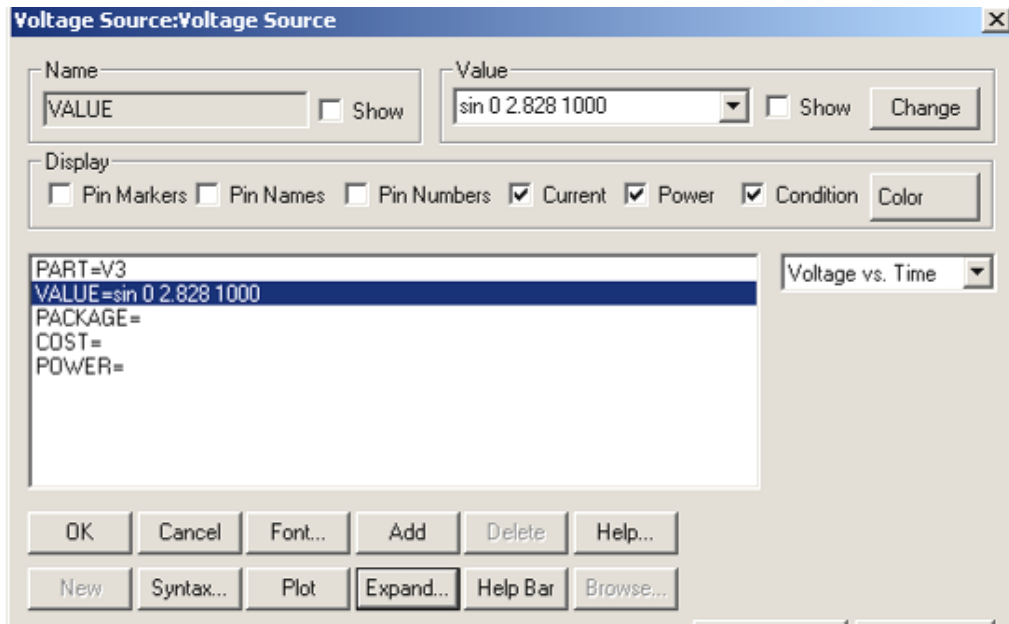 Voltage Source:Voltage Source
Name
VALUE
Show
Value
sin 0 2.828 1000
Show
Change
Display
Pin Markers
Pin Names
Pin Numbers
Current
Power
Condition
Color
PART=V3
VALUE=sin 0 2.828 1000
PACKAGE=
COST=
POWER=
Voltage vs. Time
OK
Cancel
Font...
Add
Delete
Help...
New
Syntax...
Plot
Expand...
Help Bar
Browse...